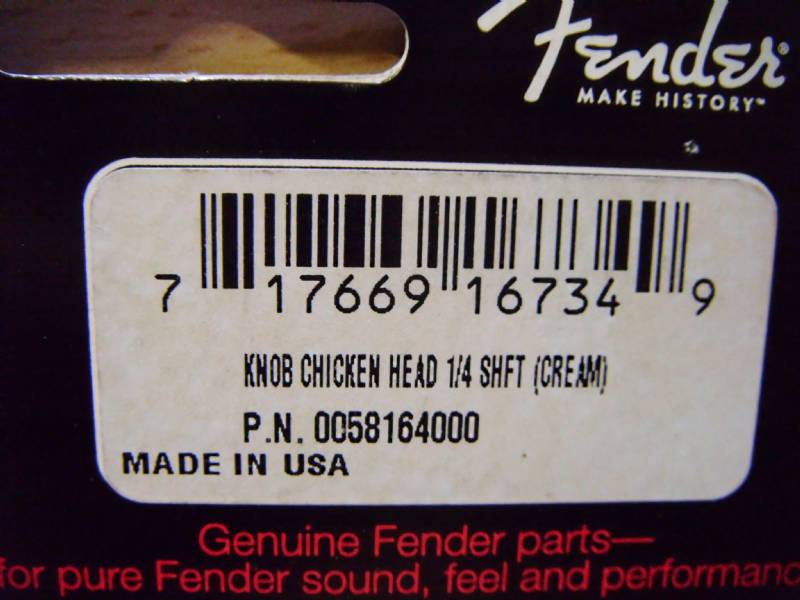 Fender®
MAKE HISTORY™
7 17669 16734 9
KNOB CHICKEN HEAD 1/4 SHFT (CREAM)
P.N. 0058164000
MADE IN USA
Genuine Fender parts—
for pure Fender sound, feel and performanc